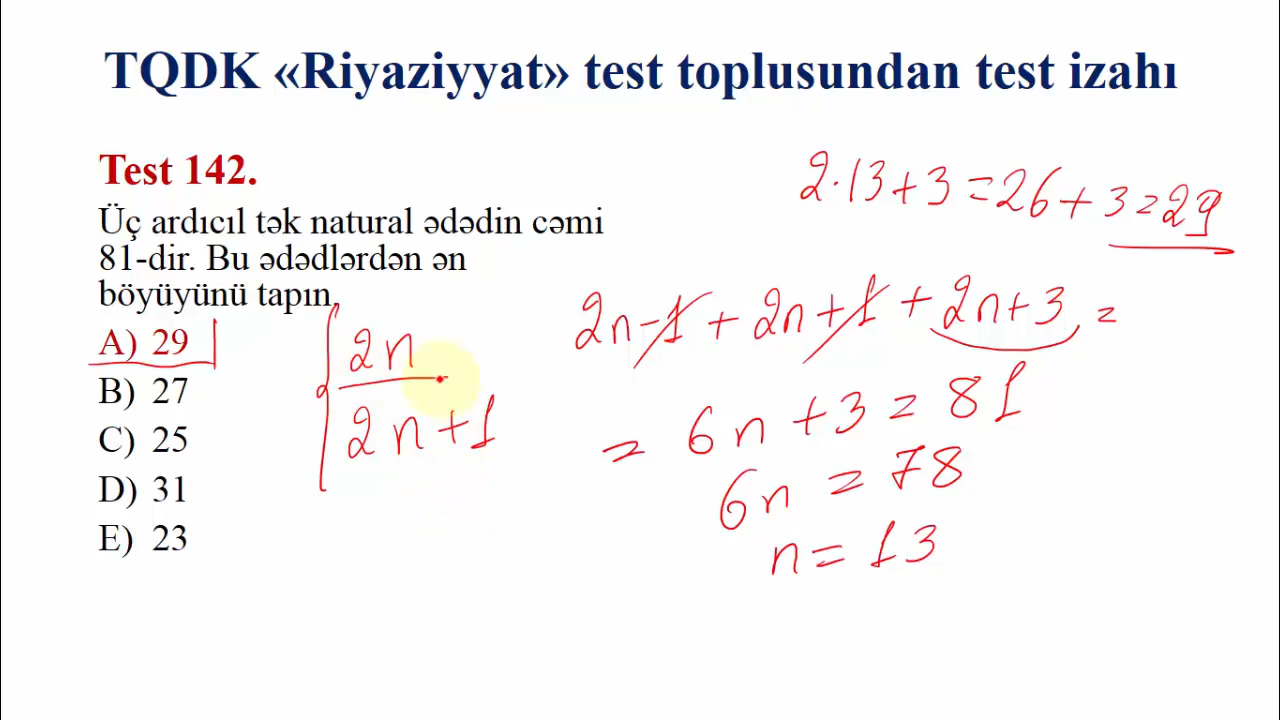 TQDK «Riyaziyyat» test toplusundan test izahı
Test 142.
Üç ardıcıl tək natural ədədin cəmi
81-dir. Bu ədədlərdən ən
böyüyünü tapın.
A) 29
B) 27
C) 25
D) 31
E) 23
2n
2n+1
2·13+3=26+3=29
2n-1+2n+1+2n+3=
=6n+3=81
6n=78
n=13